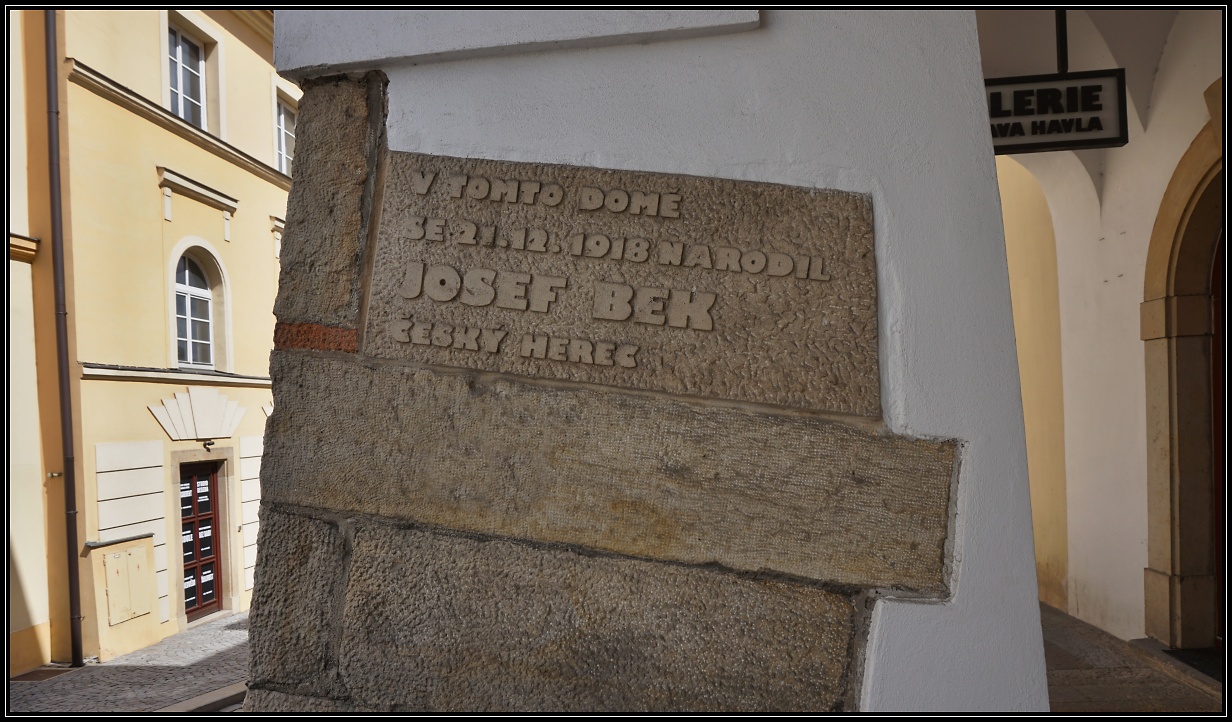 V TOMTO DOMĚ
SE 21.12. 1918 NARODIL
JOSEF BEK
ČESKÝ HEREC
LERIE
AVA HAVLA